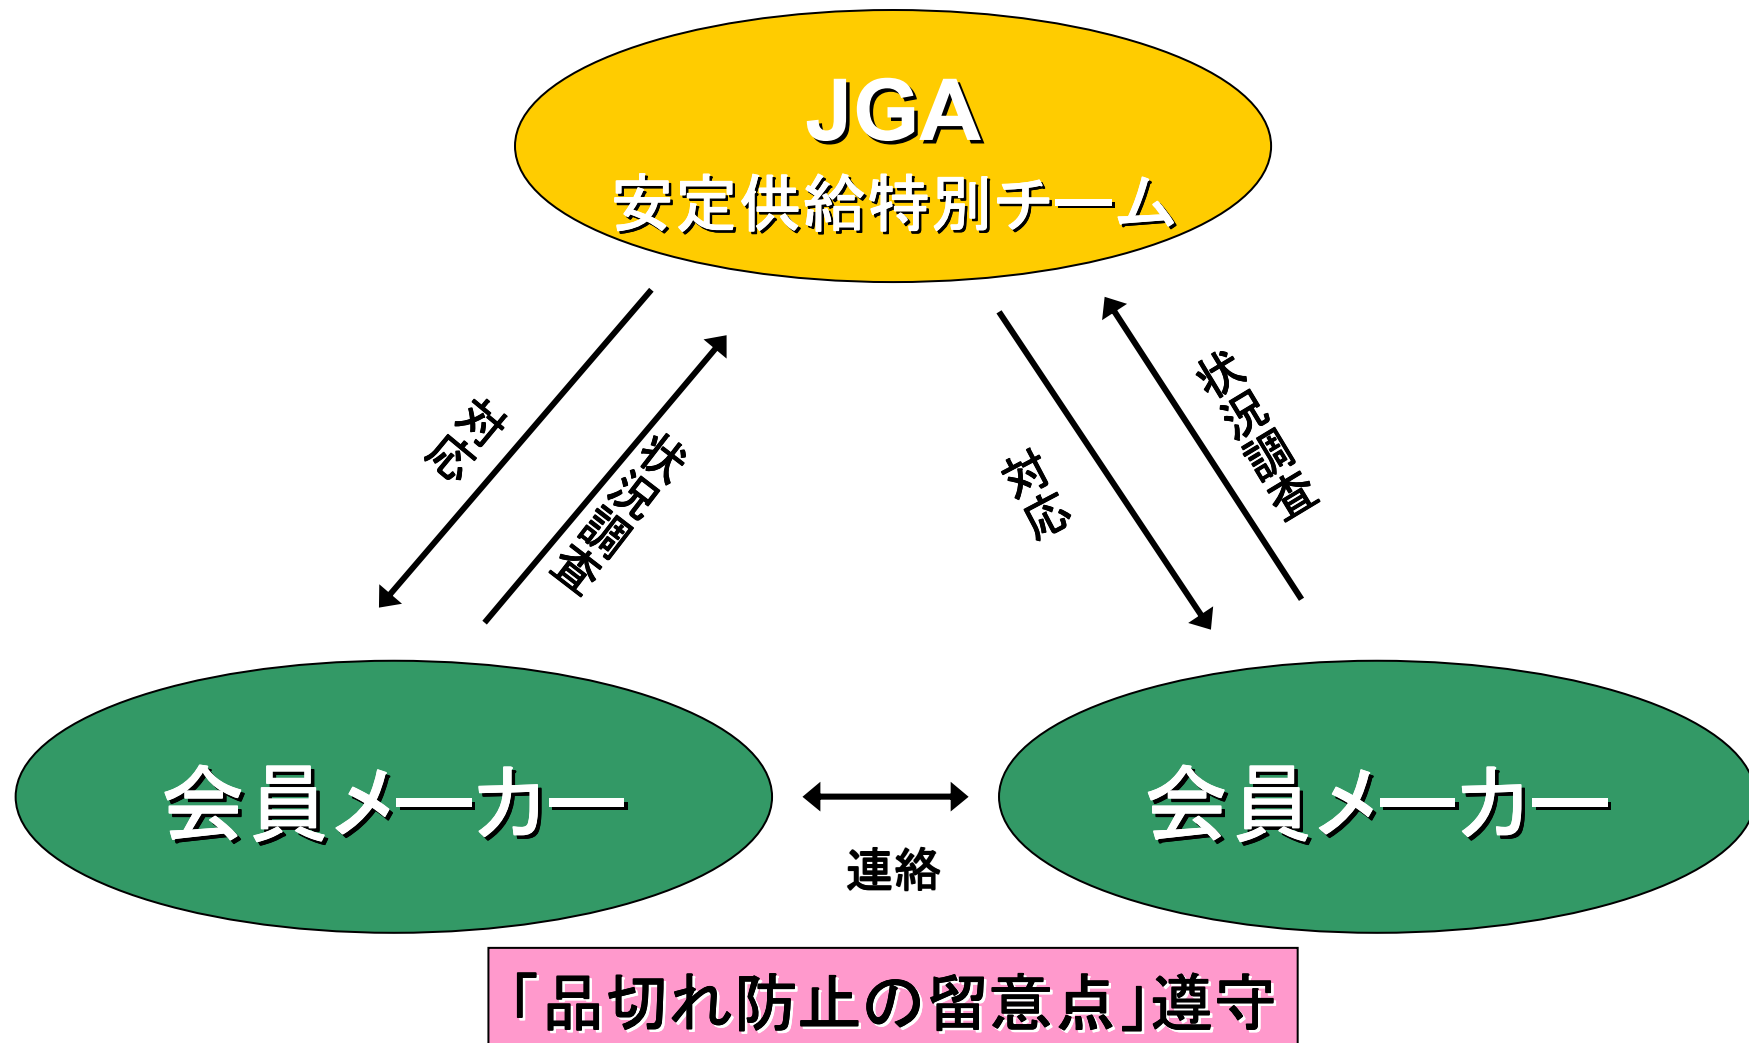 JGA
安定供給特別チーム
対応
状況調査
対応
状況調査
会員メーカー
会員メーカー
連絡
「品切れ防止の留意点」遵守